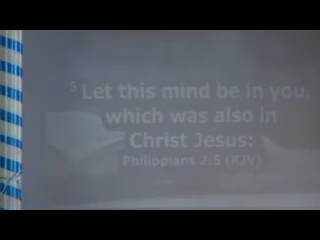 5 Let this mind be in you,
which was also in
Christ Jesus:
Philippians 2:5 (KJV)